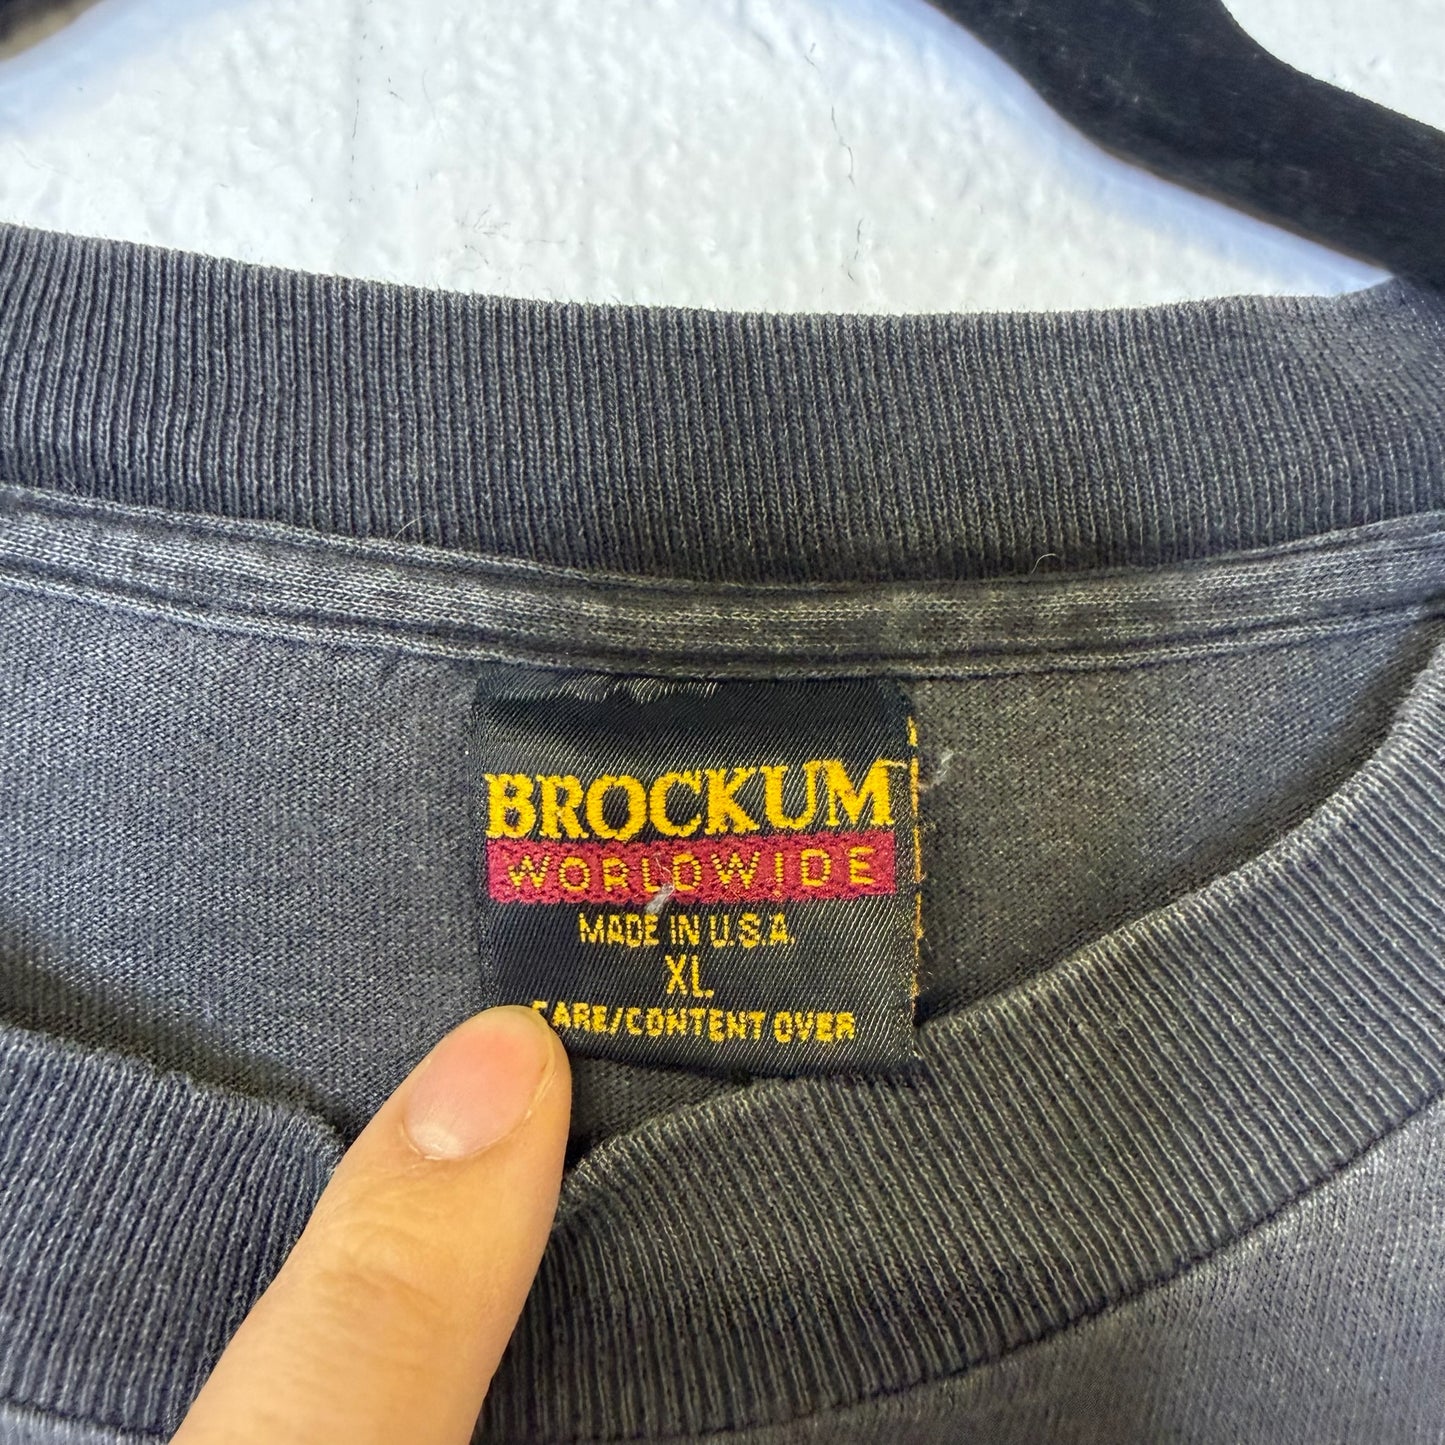 BROCKUM
WORLDWIDE
MADE IN U.S.A.
XL
CARE/CONTENT OVER